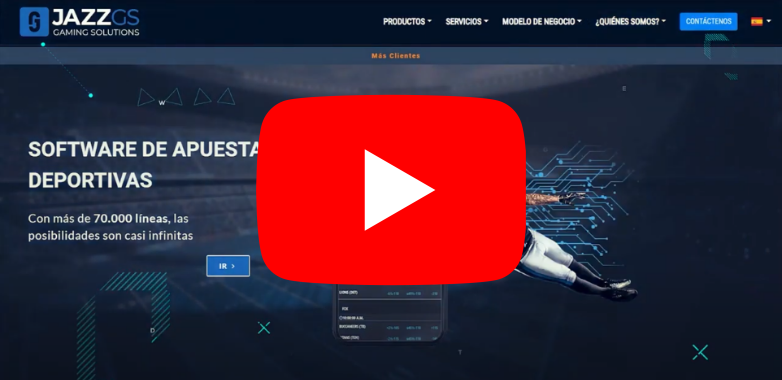 JAZZGS
GAMING SOLUTIONS
PRODUCTOS
SERVICIOS
MODELO DE NEGOCIO
¿QUIÉNES SOMOS?
CONTÁCTENOS
Más Clientes
W
E
SOFTWARE DE APUESTA
DEPORTIVAS
Con más de 70.000 líneas, las
posibilidades son casi infinitas
IR >
D
T